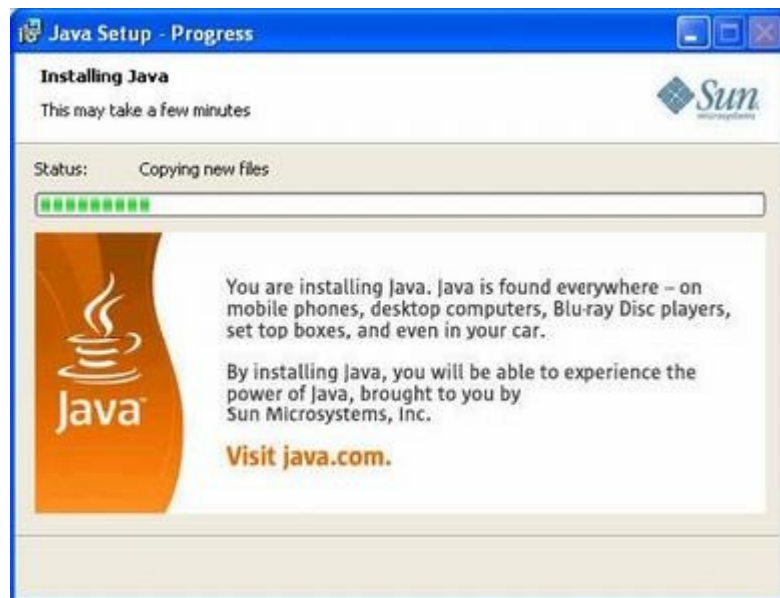 Java Setup - Progress
Installing Java
This may take a few minutes
Sun
microsystems
Status: Copying new files
You are installing Java. Java is found everywhere – on
mobile phones, desktop computers, Blu-ray Disc players,
set top boxes, and even in your car.
By installing Java, you will be able to experience the
power of Java, brought to you by
Sun Microsystems, Inc.
Visit java.com.
Java™